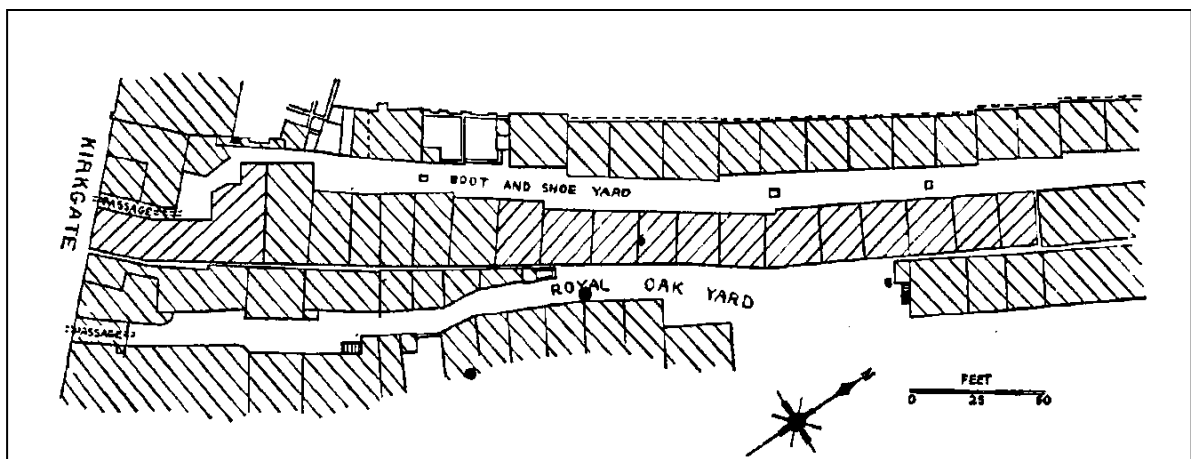 KIRKGATE
PASSAGE
BOOT AND SHOE YARD
ROYAL OAK YARD
PASSAGE
N
FEET
0 25 50